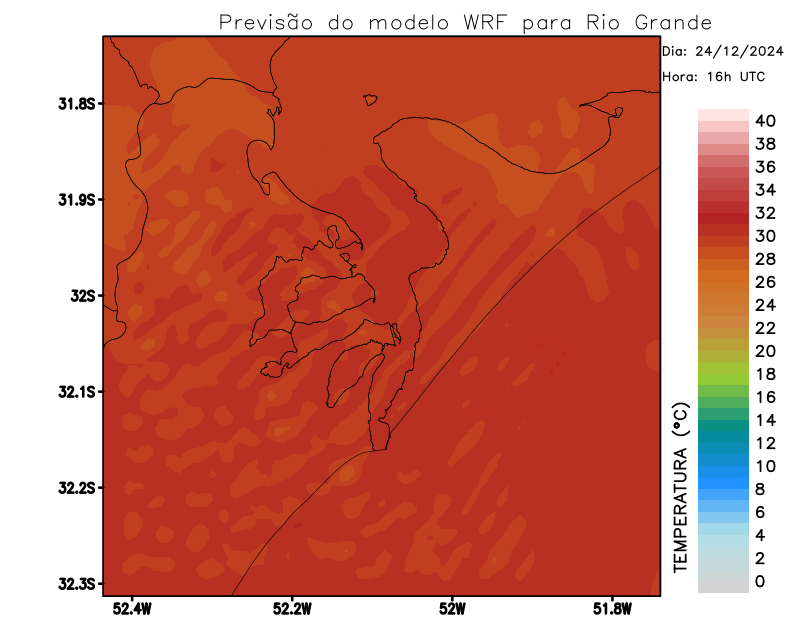 Previsão do modelo WRF para Rio Grande
Dia: 24/12/2024
Hora: 16h UTC
31.8S
31.9S
32S
32.1S
32.2S
32.3S
52.4W
52.2W
52W
51.8W
TEMPERATURA (°C)
40
38
36
34
32
30
28
26
24
22
20
18
16
14
12
10
8
6
4
2
0